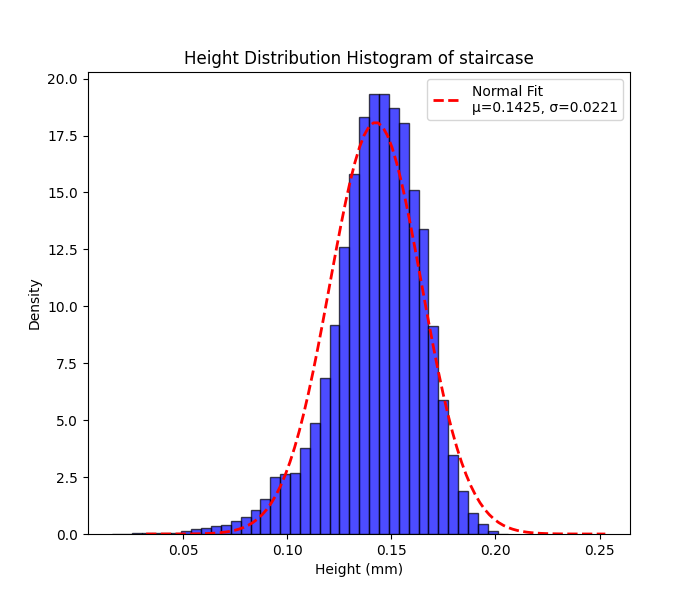 Height Distribution Histogram of staircase
20.0
17.5
15.0
12.5
10.0
7.5
5.0
2.5
0.0
Density
Normal Fit
μ=0.1425, σ=0.0221
0.05 0.10 0.15 0.20 0.25
Height (mm)